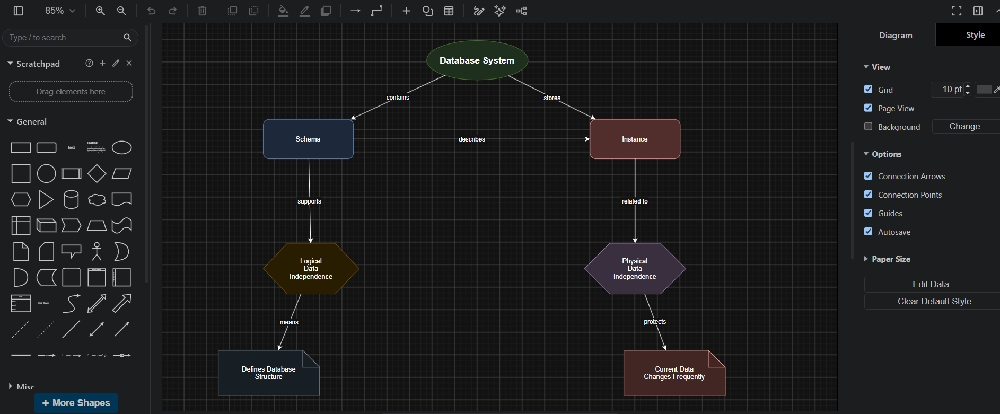 85%
Type / to search
Scratchpad
Drag elements here
General
Text
Heading
List Item
Misc
+ More Shapes
Database System
contains
stores
Schema
describes
Instance
supports
related to
Logical
Data
Independence
Physical
Data
Independence
means
protects
Defines Database
Structure
Current Data
Changes Frequently
Diagram
Style
View
Grid
10 pt
Page View
Background
Change...
Options
Connection Arrows
Connection Points
Guides
Autosave
Paper Size
Edit Data...
Clear Default Style